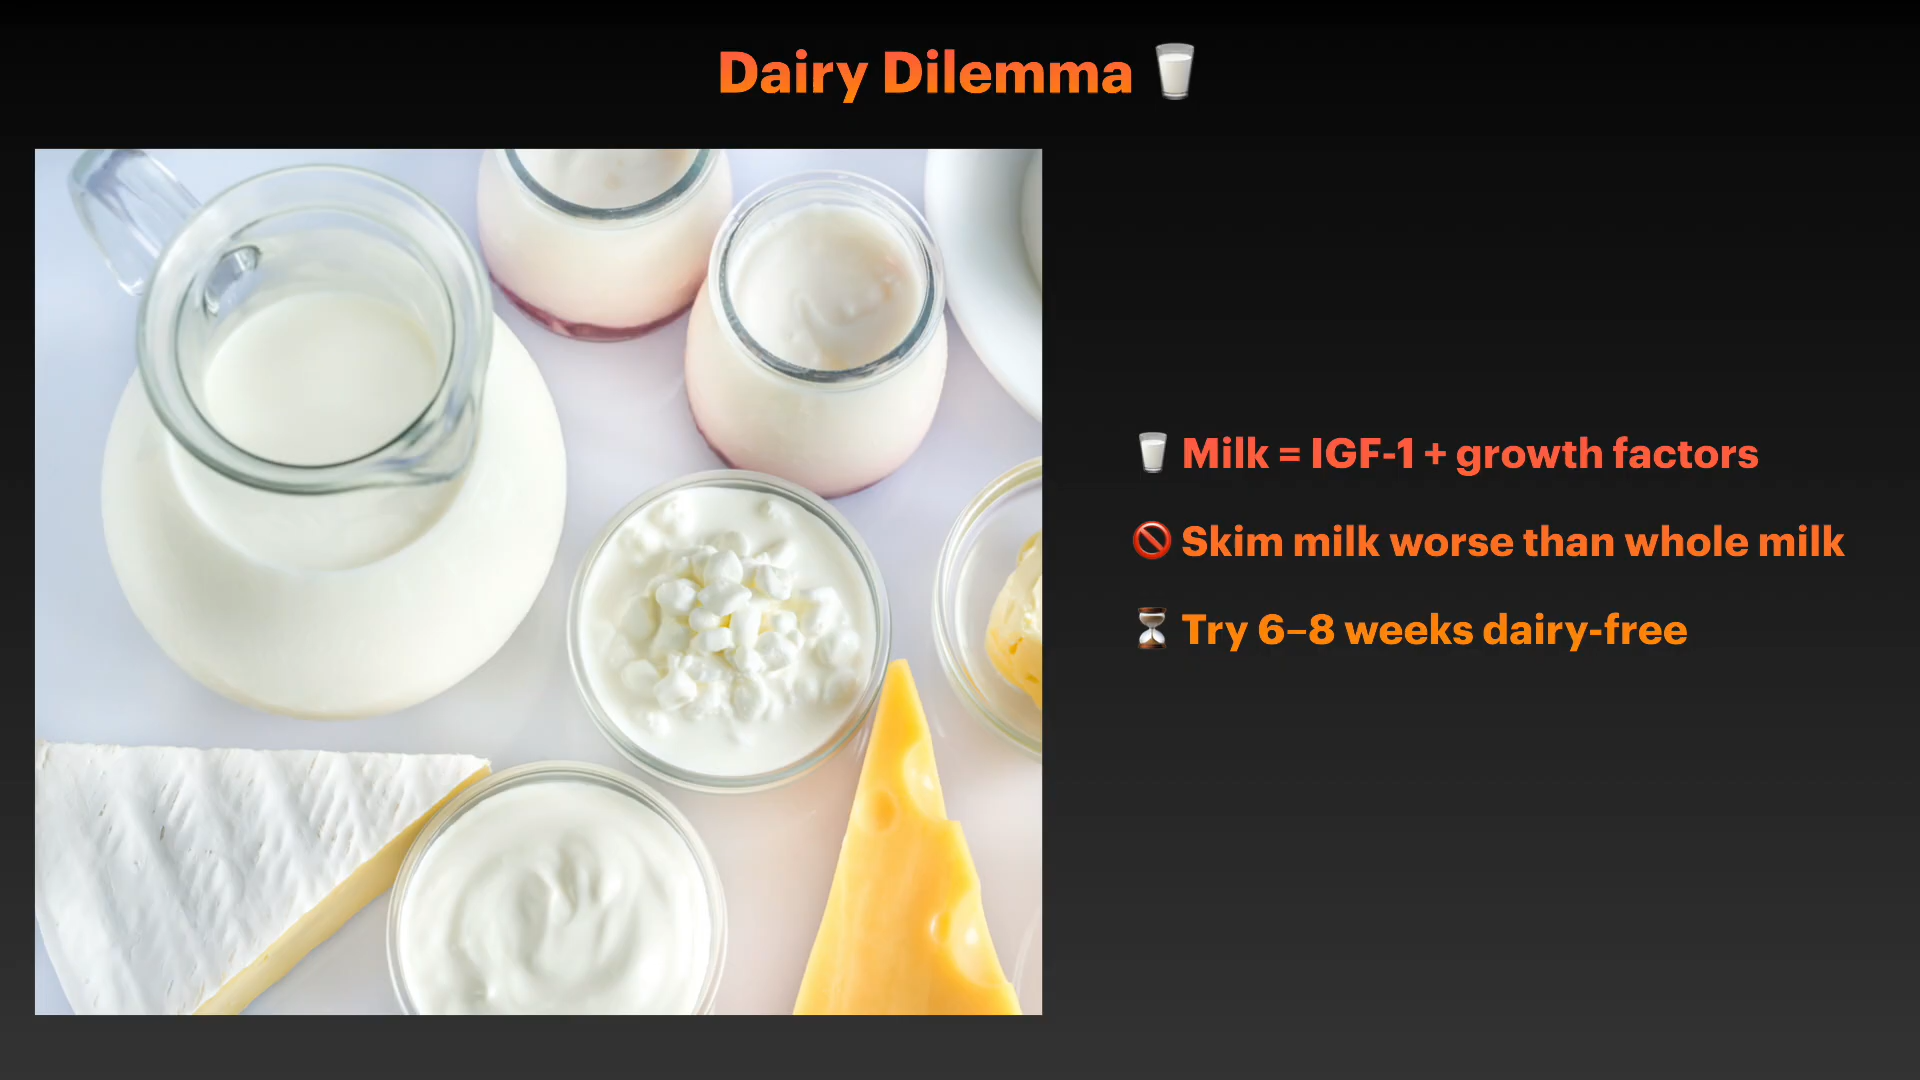 Dairy Dilemma 🥛
🥛 Milk = IGF-1 + growth factors
🚫 Skim milk worse than whole milk
⏳ Try 6–8 weeks dairy-free